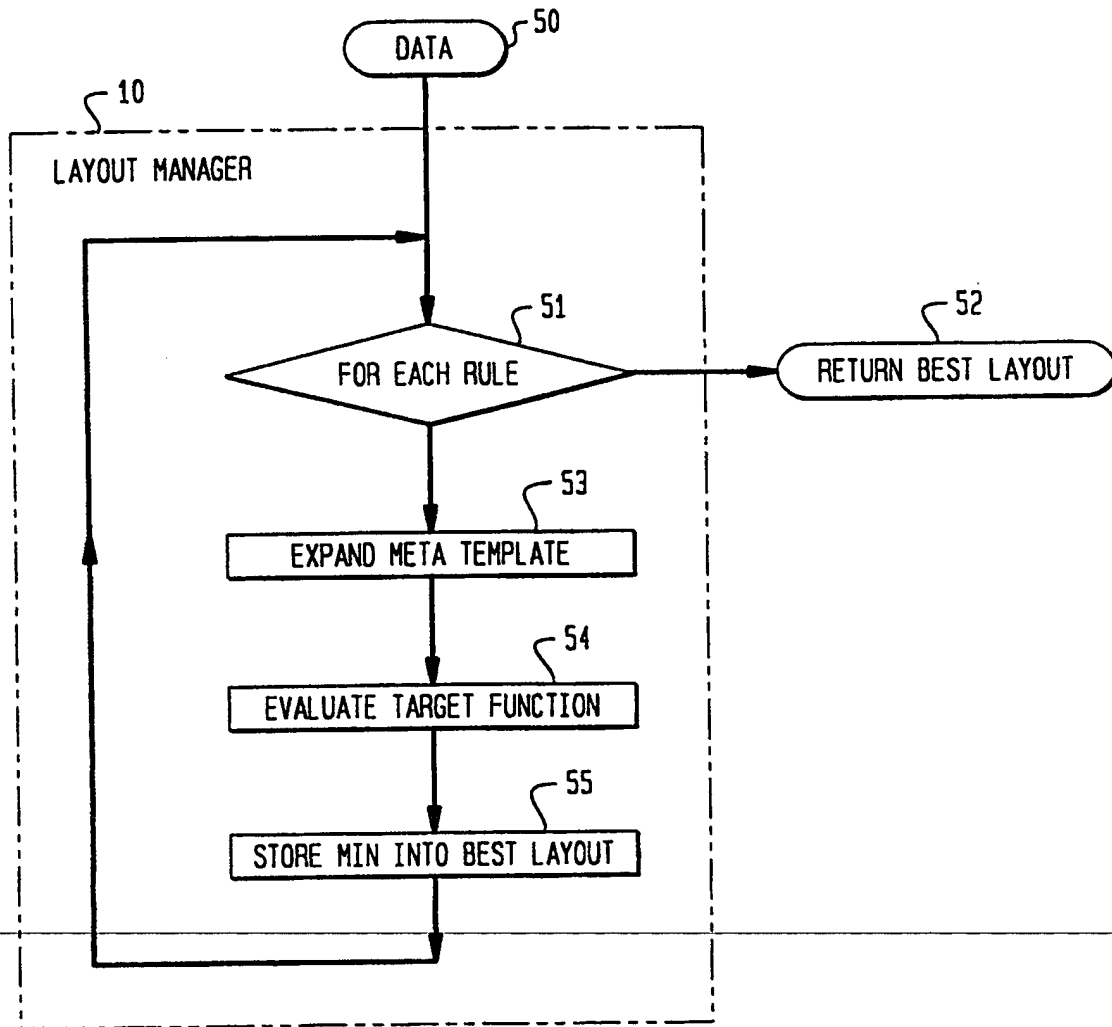 50
DATA
10
LAYOUT MANAGER
51
FOR EACH RULE
52
RETURN BEST LAYOUT
53
EXPAND META TEMPLATE
54
EVALUATE TARGET FUNCTION
55
STORE MIN INTO BEST LAYOUT